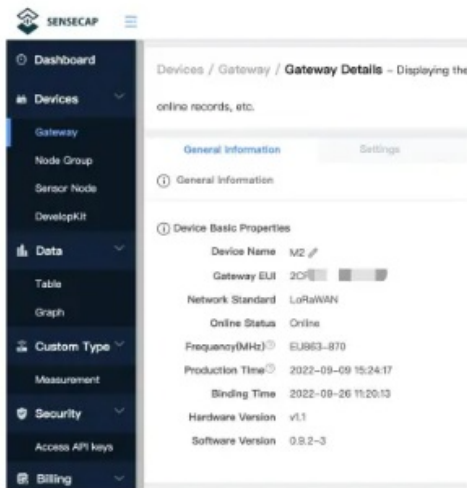 SENSECAP
Dashboard
Devices
Gateway
Node Group
Sensor Node
DevelopKit
Data
Table
Graph
Custom Type
Measurement
Security
Access API keys
Billing
Devices / Gateway / Gateway Details – Displaying the
online records, etc.
General Information Settings
General Information
Device Basic Properties
Device Name M2
Gateway EUI 2CF
Network Standard LoRaWAN
Online Status Online
Frequency(MHz) EU863-870
Production Time 2022-09-09 15:24:17
Binding Time 2022-09-26 11:20:13
Hardware Version v1.1
Software Version 0.9.2-3